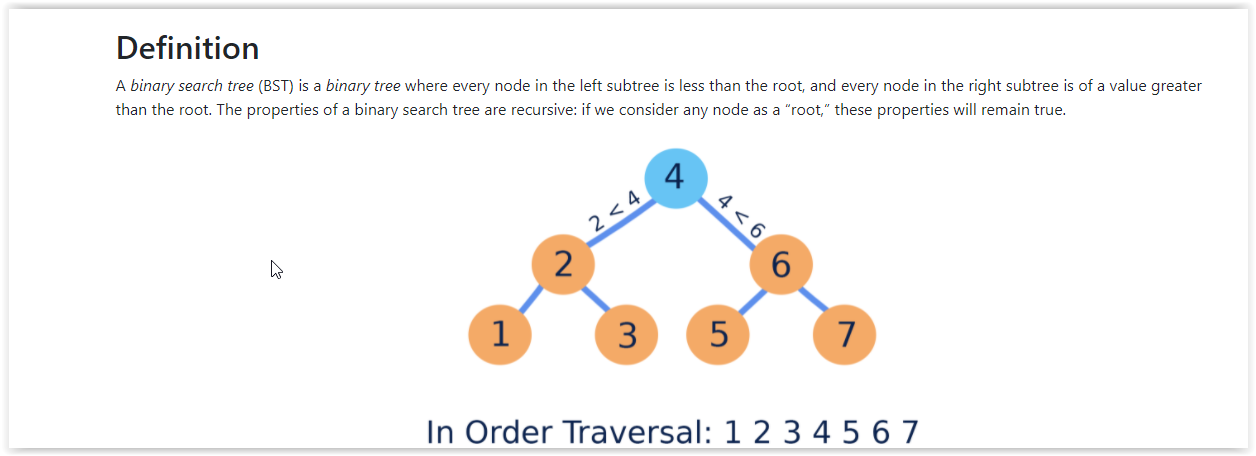 Definition
A binary search tree (BST) is a binary tree where every node in the left subtree is less than the root, and every node in the right subtree is of a value greater
than the root. The properties of a binary search tree are recursive: if we consider any node as a “root,” these properties will remain true.
4
2 < 4
4 < 6
2
6
1
3
5
7
In Order Traversal: 1 2 3 4 5 6 7